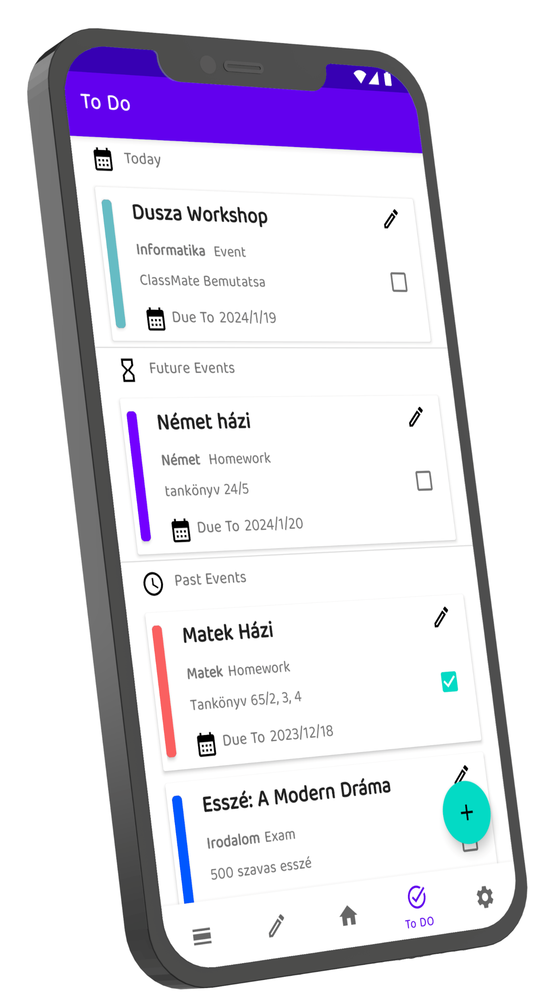 To Do
Today
Dusza Workshop
Informatika Event
ClassMate Bemutatsa
Due To 2024/1/19
Future Events
Német házi
Német Homework
tankönyv 24/5
Due To 2024/1/20
Past Events
Matek Házi
Matek Homework
Tankönyv 65/2, 3, 4
Due To 2023/12/18
Esszé: A Modern Dráma
Irodalom Exam
500 szavas esszé
+
To DO